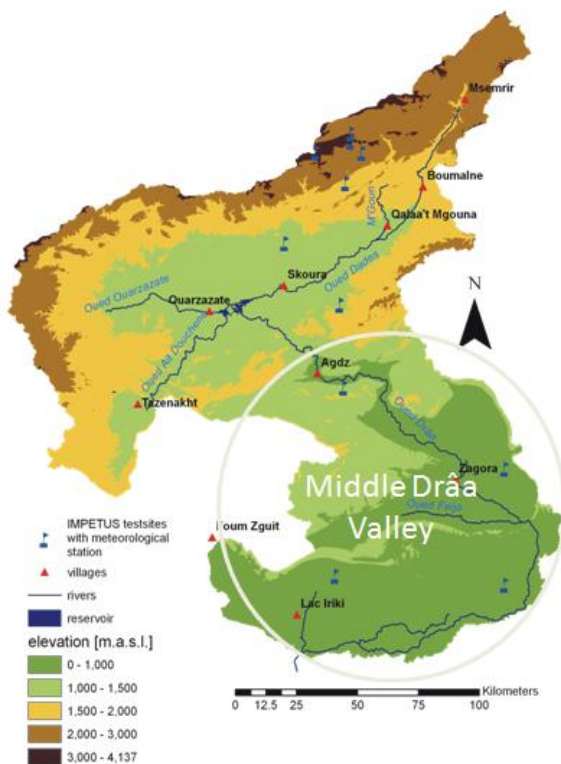 Msemrir
Boumalne
M'Goun
Qalaa't Mgouna
Oued Dades
Skoura
Oued Quarzazate
Quarzazate
Oued Ait Douchene
N
Agdz
Tazenakht
Oued Drâa
Zagora
Middle Drâa
Valley
Oued Feija
Foum Zguit
Lac Iriki
IMPETUS testsites
with meteorological
station
villages
rivers
reservoir
elevation [m.a.s.l.]
0 - 1,000
1,000 - 1,500
1,500 - 2,000
2,000 - 3,000
3,000 - 4,137
Kilometers
0 12.5 25 50 75 100